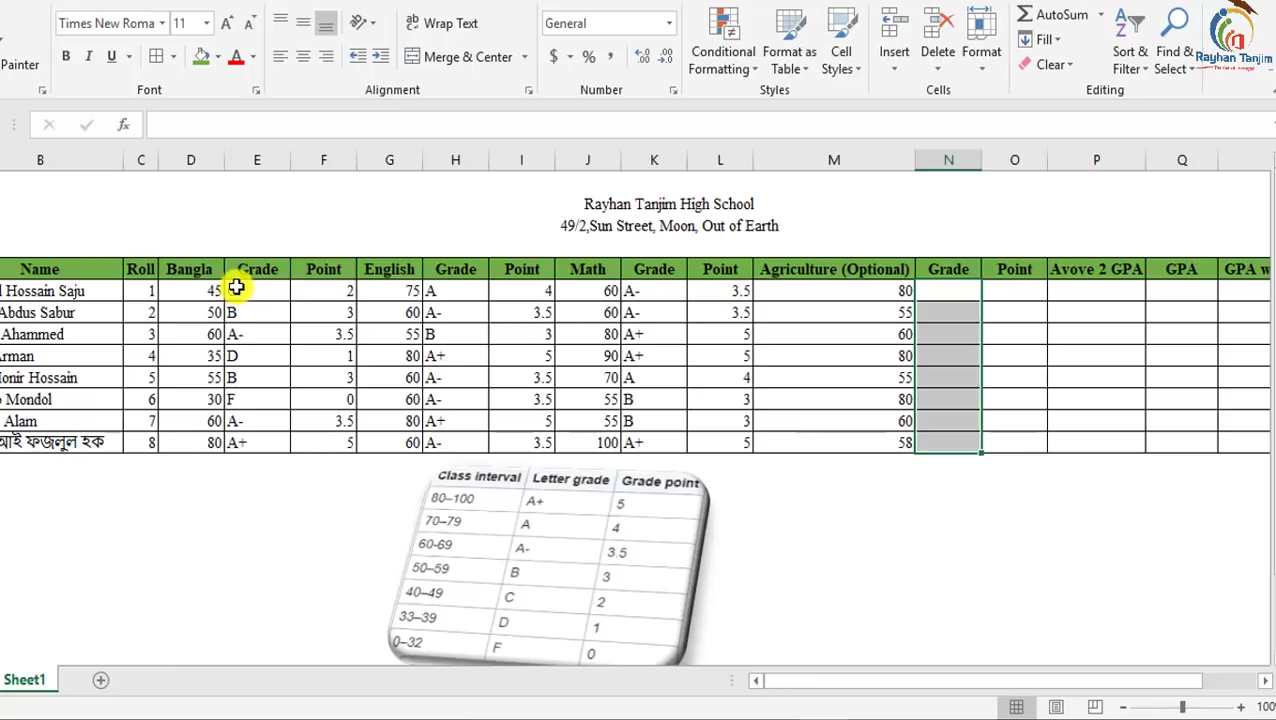 Times New Roma 11 A A Wrap Text General AutoSum
Painter B I U A Merge & Center $ % , Conditional Formatting Format as Table Cell Styles Insert Delete Format Fill Clear Sort & Filter Find & Select Rayhan Tanjim
Font Alignment Number Styles Cells Editing
fx
B C D E F G H I J K L M N O P Q
Rayhan Tanjim High School
49/2,Sun Street, Moon, Out of Earth
Name Roll Bangla Grade Point English Grade Point Math Grade Point Agriculture (Optional) Grade Point Avove 2 GPA GPA GPA w
l Hossain Saju 1 45 2 75 A 4 60 A- 3.5 80
Abdus Sabur 2 50 B 3 60 A- 3.5 60 A- 3.5 55
Ahammed 3 60 A- 3.5 55 B 3 80 A+ 5 60
Arman 4 35 D 1 80 A+ 5 90 A+ 5 80
Monir Hossain 5 55 B 3 60 A- 3.5 70 A 4 55
Mondol 6 30 F 0 60 A- 3.5 55 B 3 80
Alam 7 60 A- 3.5 80 A+ 5 55 B 3 60
আই ফজলুল হক 8 80 A+ 5 60 A- 3.5 100 A+ 5 58
Class interval Letter grade Grade point
80–100 A+ 5
70–79 A 4
60-69 A- 3.5
50–59 B 3
40–49 C 2
33–39 D 1
0–32 F 0
Sheet1
100